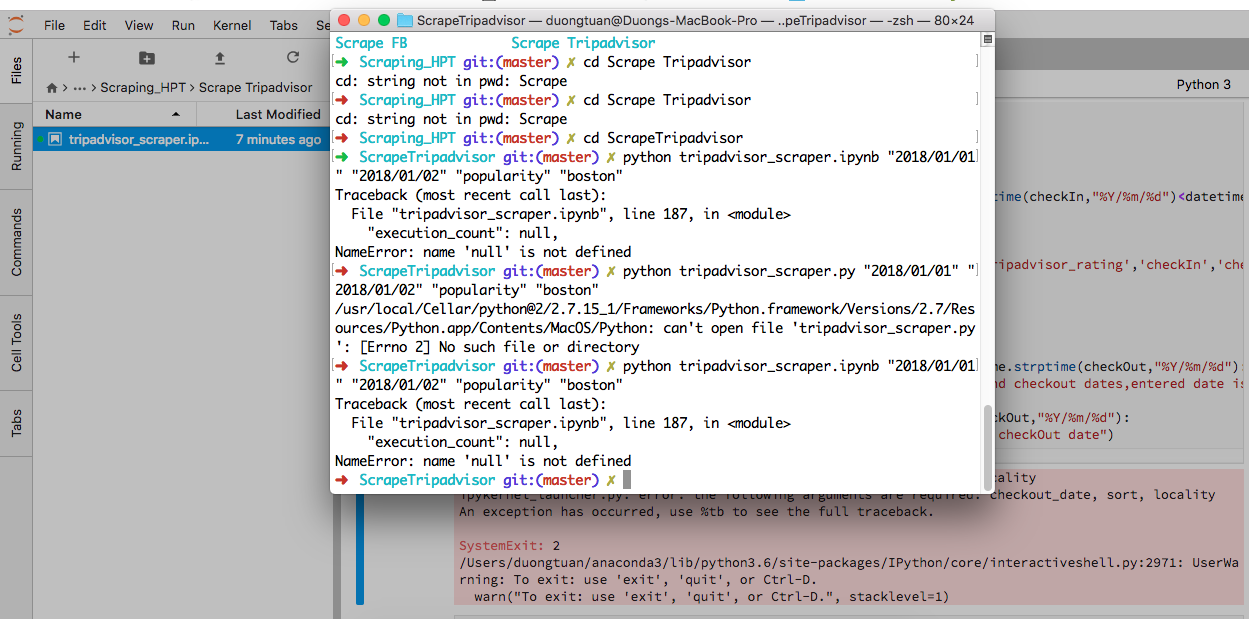 File Edit View Run Kernel Tabs Se
ScrapeTripadvisor — duongtuan@Duongs-MacBook-Pro — ..peTripadvisor — -zsh — 80×24
Files
Running
Commands
Cell Tools
Tabs
… > Scraping_HPT > Scrape Tripadvisor
Name Last Modified
tripadvisor_scraper.ip... 7 minutes ago
Scrape FB Scrape Tripadvisor
➜ Scraping_HPT git:(master) ✗ cd Scrape Tripadvisor
cd: string not in pwd: Scrape
➜ Scraping_HPT git:(master) ✗ cd Scrape Tripadvisor
cd: string not in pwd: Scrape
➜ Scraping_HPT git:(master) ✗ cd ScrapeTripadvisor
➜ ScrapeTripadvisor git:(master) ✗ python tripadvisor_scraper.ipynb "2018/01/01
" "2018/01/02" "popularity" "boston"
Traceback (most recent call last):
File "tripadvisor_scraper.ipynb", line 187, in <module>
"execution_count": null,
NameError: name 'null' is not defined
➜ ScrapeTripadvisor git:(master) ✗ python tripadvisor_scraper.py "2018/01/01" "
2018/01/02" "popularity" "boston"
/usr/local/Cellar/python@2/2.7.15_1/Frameworks/Python.framework/Versions/2.7/Res
ources/Python.app/Contents/MacOS/Python: can't open file 'tripadvisor_scraper.py
': [Errno 2] No such file or directory
➜ ScrapeTripadvisor git:(master) ✗ python tripadvisor_scraper.ipynb "2018/01/01
" "2018/01/02" "popularity" "boston"
Traceback (most recent call last):
File "tripadvisor_scraper.ipynb", line 187, in <module>
"execution_count": null,
NameError: name 'null' is not defined
➜ ScrapeTripadvisor git:(master) ✗
Python 3
time(checkIn,"%Y/%m/%d")<datetime
ripadvisor_rating','checkIn','che
me.strptime(checkOut,"%Y/%m/%d"):
nd checkout dates,entered date is
ckOut,"%Y/%m/%d"):
checkOut date")
cality
ipykernel_launcher.py: error: the following arguments are required: checkout_date, sort, locality
An exception has occurred, use %tb to see the full traceback.
SystemExit: 2
/Users/duongtuan/anaconda3/lib/python3.6/site-packages/IPython/core/interactiveshell.py:2971: UserWa
rning: To exit: use 'exit', 'quit', or Ctrl-D.
warn("To exit: use 'exit', 'quit', or Ctrl-D.", stacklevel=1)